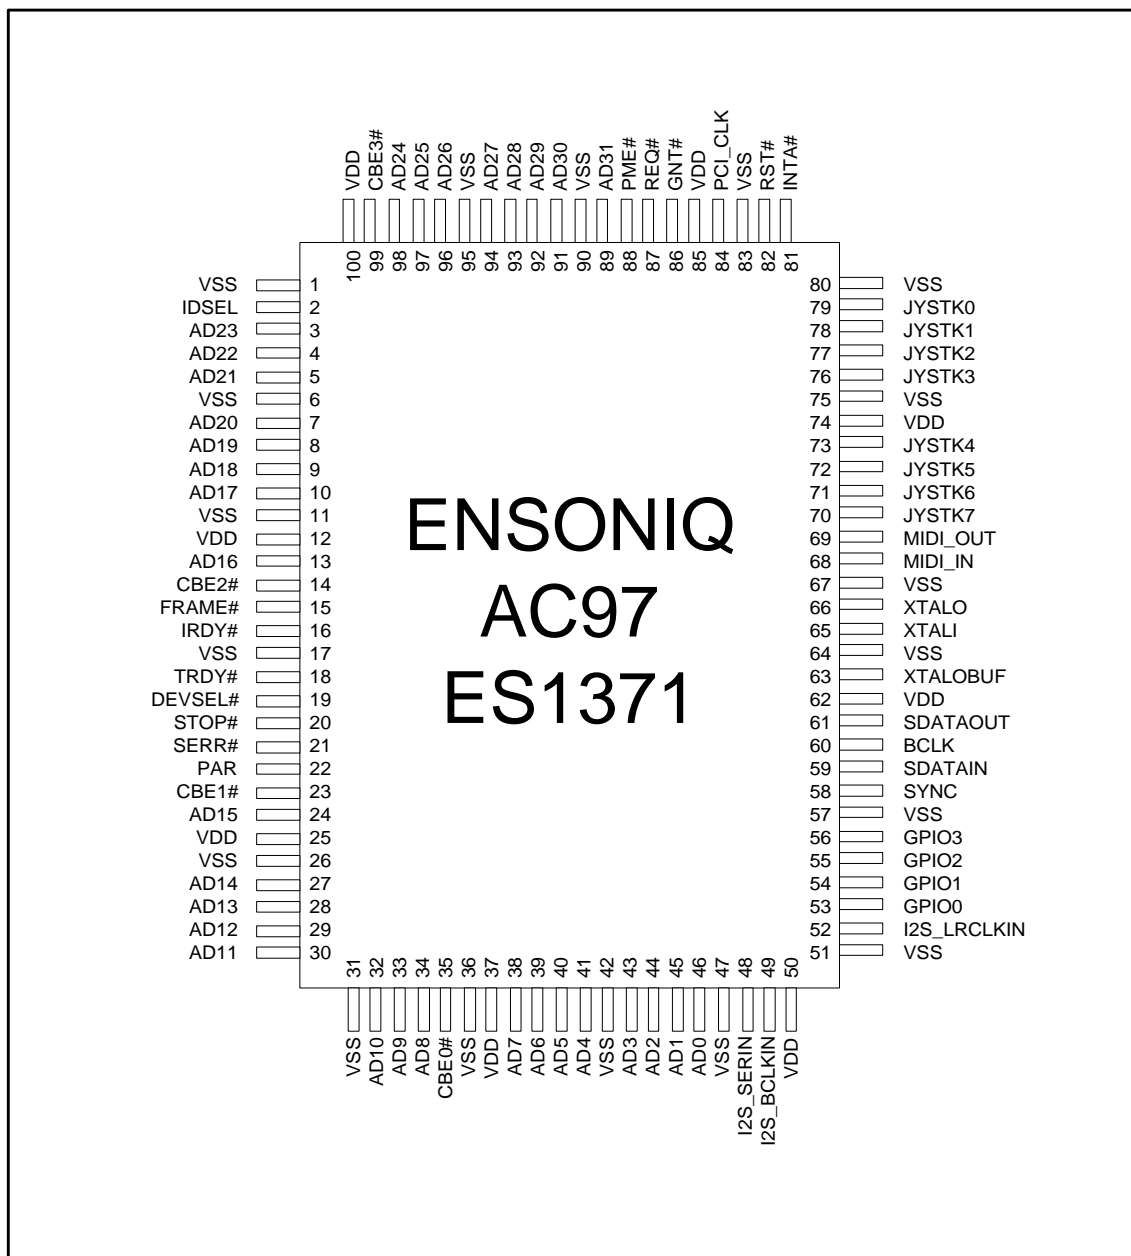 VDD
CBE3#
AD24
AD25
AD26
VSS
AD27
AD28
AD29
AD30
VSS
AD31
PME#
REQ#
GNT#
VDD
PCI_CLK
VSS
RST#
INTA#
100
99
98
97
96
95
94
93
92
91
90
89
88
87
86
85
84
83
82
81
VSS 1
IDSEL 2
AD23 3
AD22 4
AD21 5
VSS 6
AD20 7
AD19 8
AD18 9
AD17 10
VSS 11
VDD 12
AD16 13
CBE2# 14
FRAME# 15
IRDY# 16
VSS 17
TRDY# 18
DEVSEL# 19
STOP# 20
SERR# 21
PAR 22
CBE1# 23
AD15 24
VDD 25
VSS 26
AD14 27
AD13 28
AD12 29
AD11 30
ENSONIQ
AC97
ES1371
80 VSS
79 JYSTK0
78 JYSTK1
77 JYSTK2
76 JYSTK3
75 VSS
74 VDD
73 JYSTK4
72 JYSTK5
71 JYSTK6
70 JYSTK7
69 MIDI_OUT
68 MIDI_IN
67 VSS
66 XTALO
65 XTALI
64 VSS
63 XTALOBUF
62 VDD
61 SDATAOUT
60 BCLK
59 SDATAIN
58 SYNC
57 VSS
56 GPIO3
55 GPIO2
54 GPIO1
53 GPIO0
52 I2S_LRCLKIN
51 VSS
31
32
33
34
35
36
37
38
39
40
41
42
43
44
45
46
47
48
49
50
VSS
AD10
AD9
AD8
CBE0#
VSS
VDD
AD7
AD6
AD5
AD4
VSS
AD3
AD2
AD1
AD0
VSS
I2S_SERIN
I2S_BCLKIN
VDD